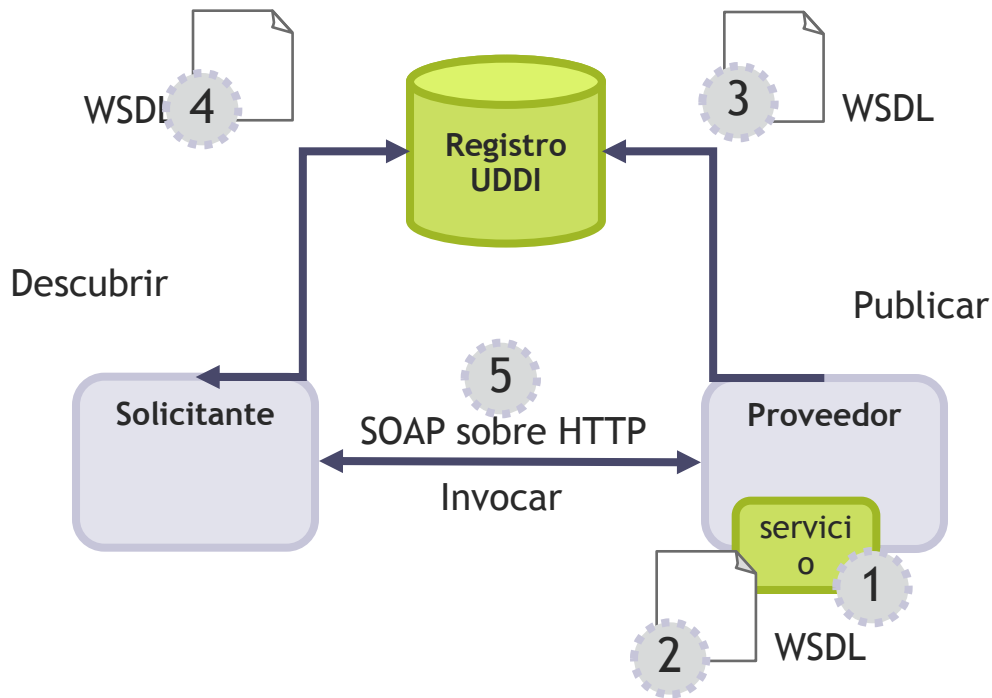 WSDL
4
3
WSDL
Registro
UDDI
Descubrir
Publicar
5
Solicitante
SOAP sobre HTTP
Invocar
Proveedor
servici
o
1
2
WSDL